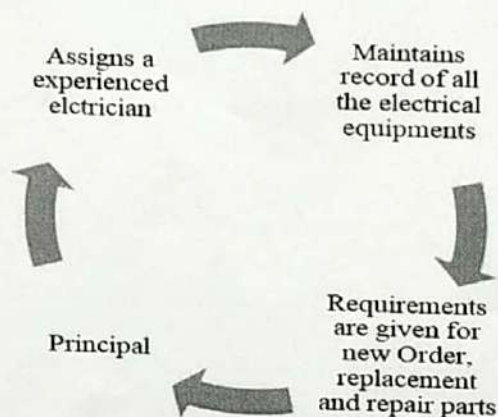 Assigns a
experienced
elctrician
Maintains
record of all
the electrical
equipments
Requirements
are given for
new Order,
replacement
and repair parts
Principal